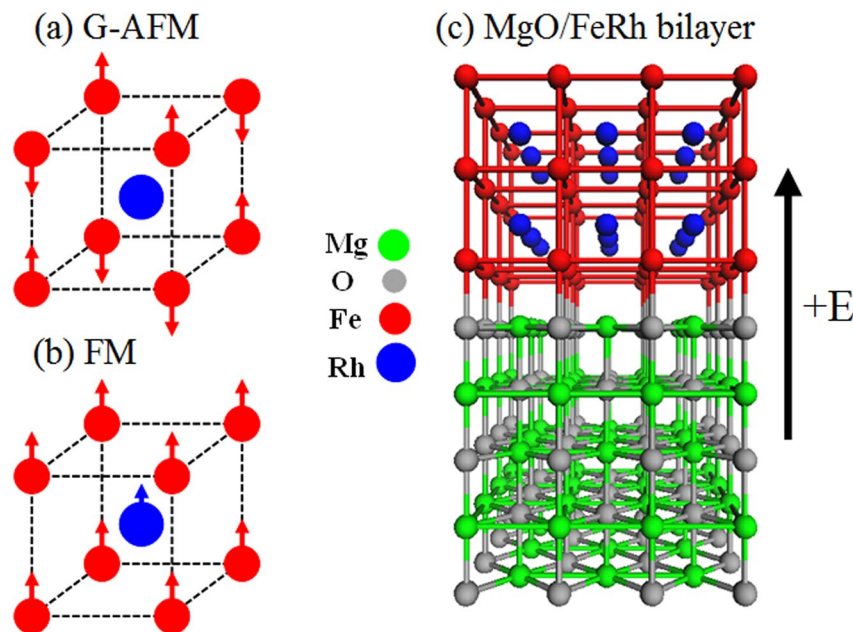 (a) G-AFM
(b) FM
Mg
O
Fe
Rh
(c) MgO/FeRh bilayer
+E